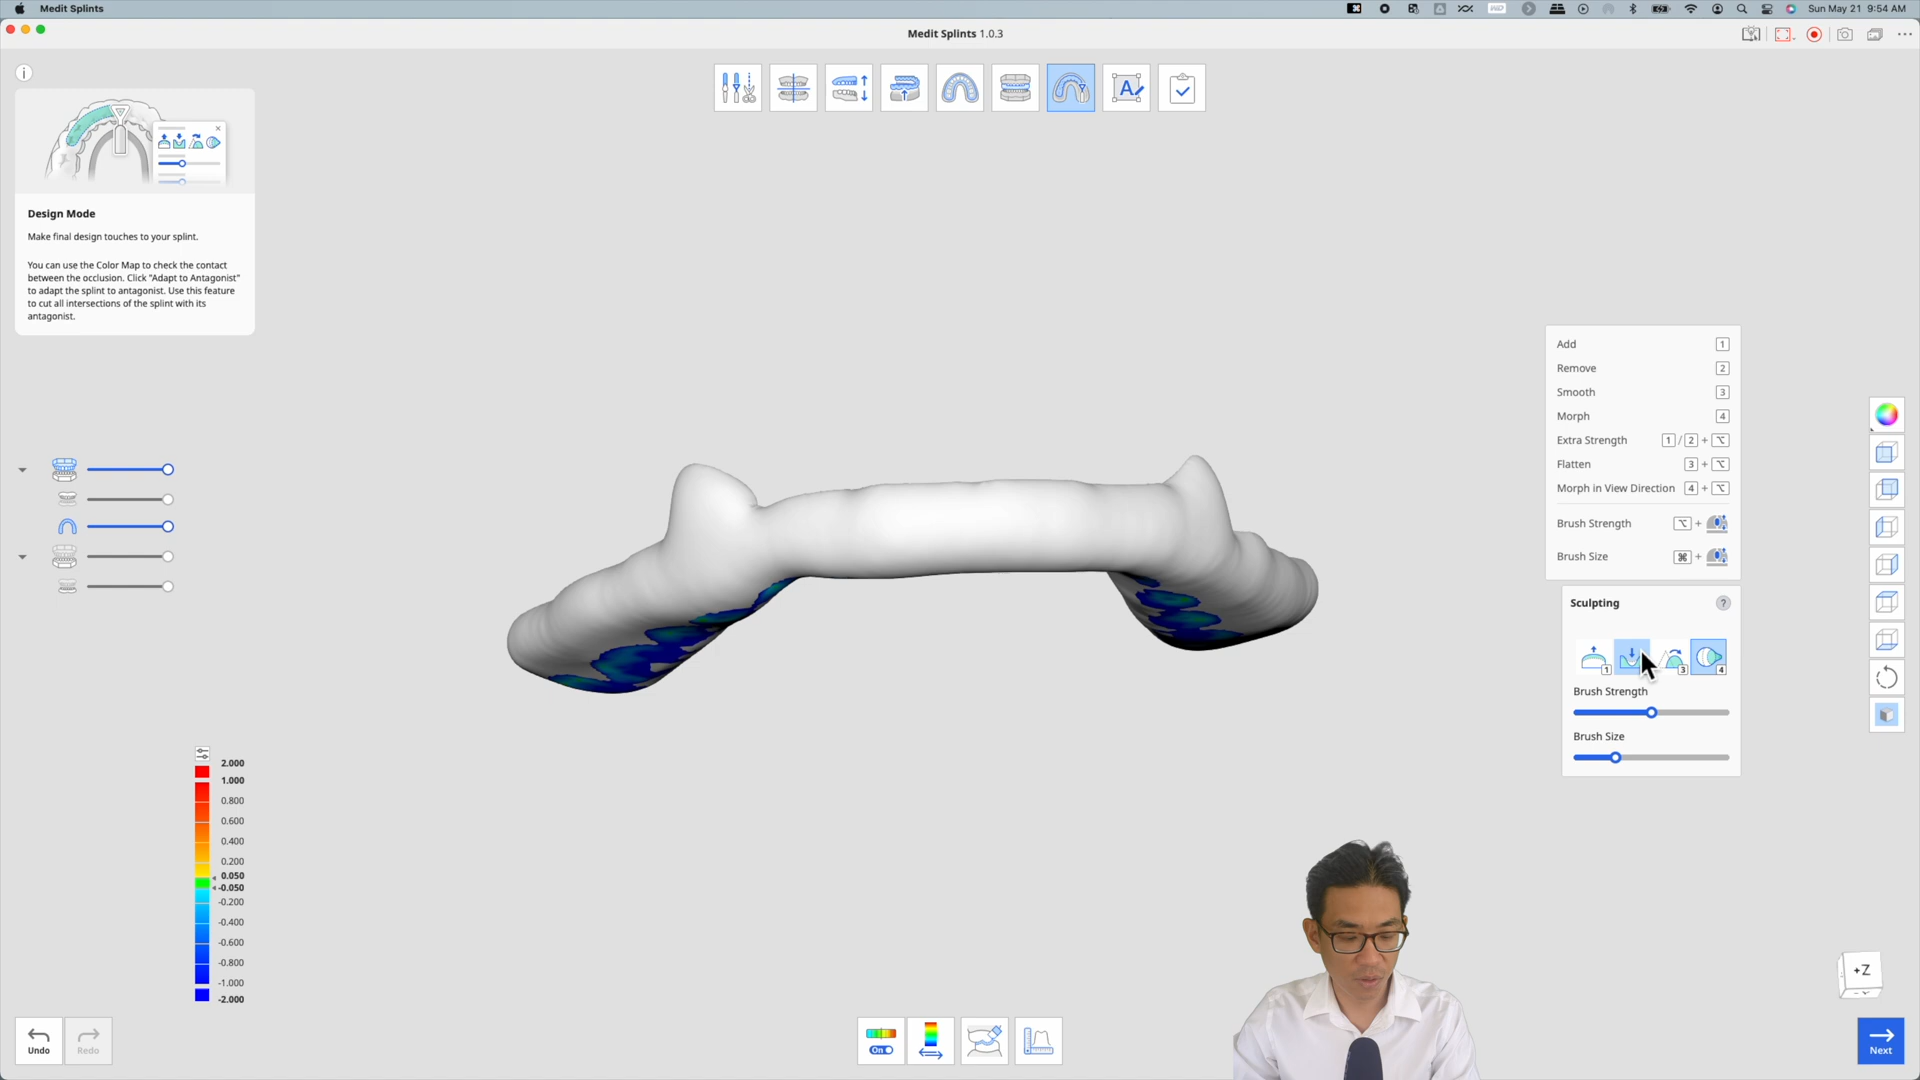 Medit Splints
Sun May 21 9:54 AM
Medit Splints 1.0.3
A
Design Mode
Make final design touches to your splint.
You can use the Color Map to check the contact
between the occlusion. Click "Adapt to Antagonist"
to adapt the splint to antagonist. Use this feature
to cut all intersections of the splint with its
antagonist.
Add 1
Remove 2
Smooth 3
Morph 4
Extra Strength 1 / 2 + ⌥
Flatten 3 + ⌥
Morph in View Direction 4 + ⌥
Brush Strength ⌥ +
Brush Size ⌘ +
Sculpting ?
1 3 4
Brush Strength
Brush Size
2.000
1.000
0.800
0.600
0.400
0.200
0.050
-0.050
-0.200
-0.400
-0.600
-0.800
-1.000
-2.000
+Z
Undo
Redo
On
Next